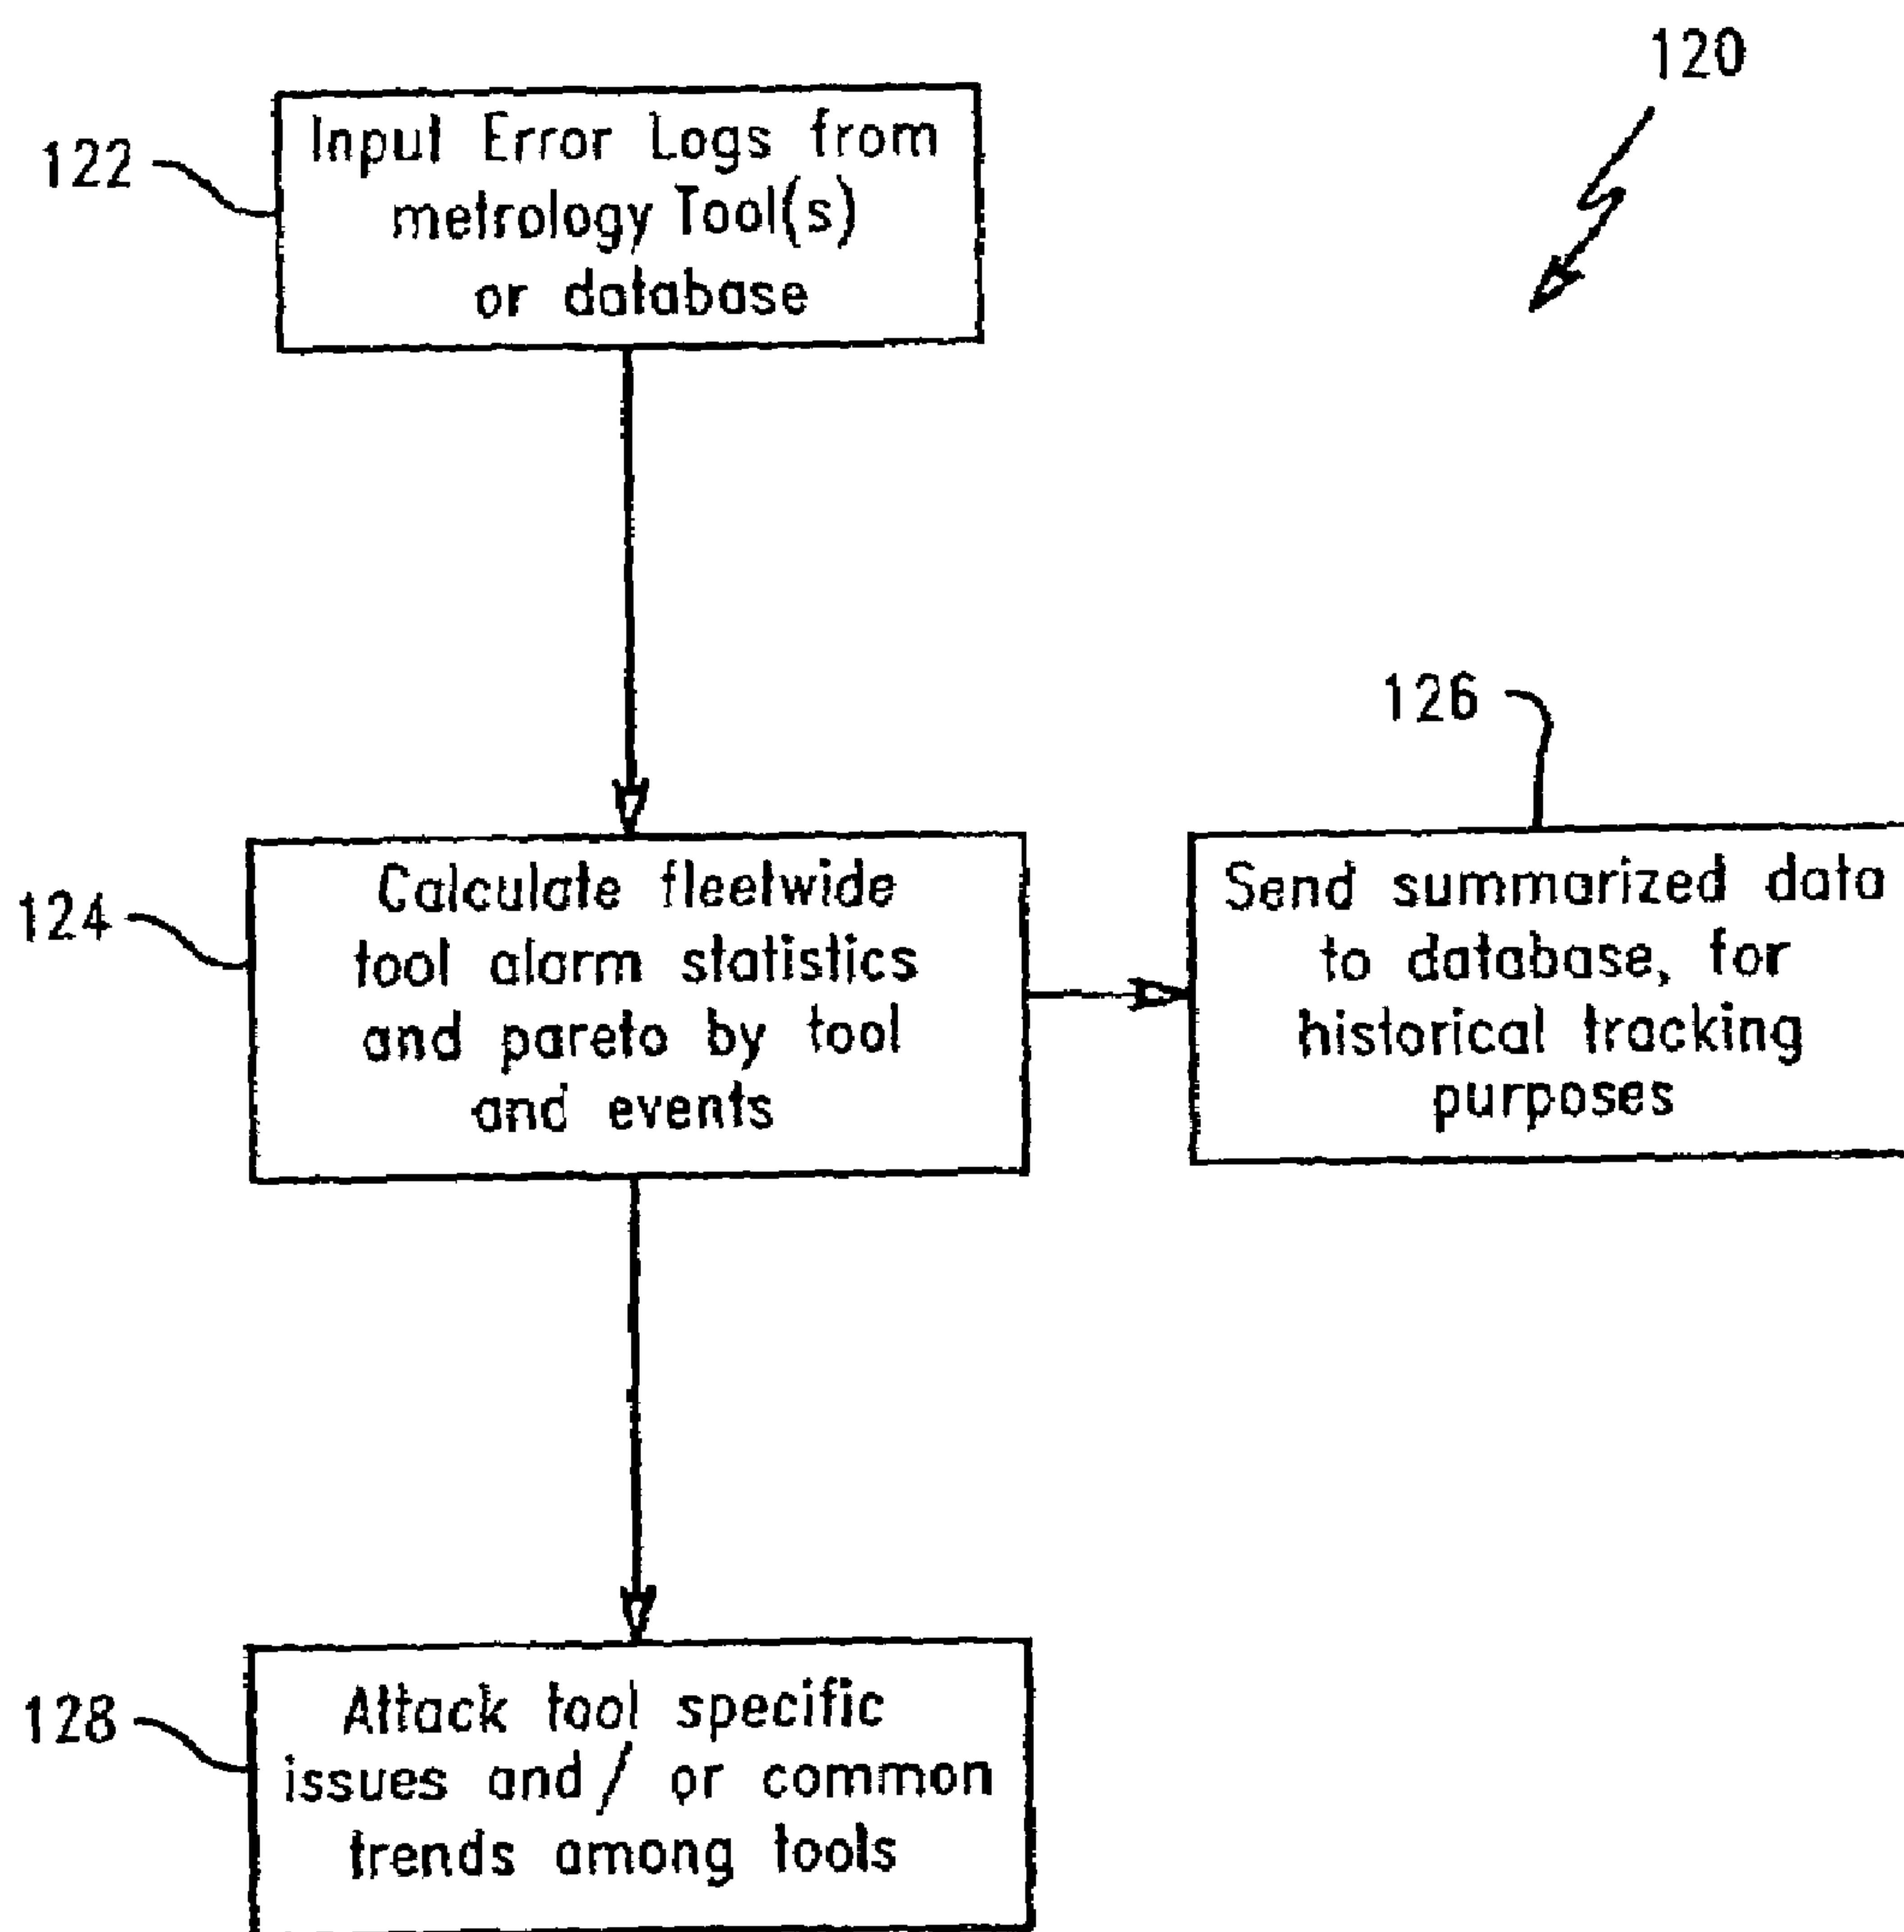 120
122
Input Error Logs from
metrology Tool(s)
or database
126
124
Calculate fleetwide
tool alarm statistics
and pareto by tool
and events
Send summarized data
to database, for
historical tracking
purposes
128
Attack tool specific
issues and/ or common
trends among tools